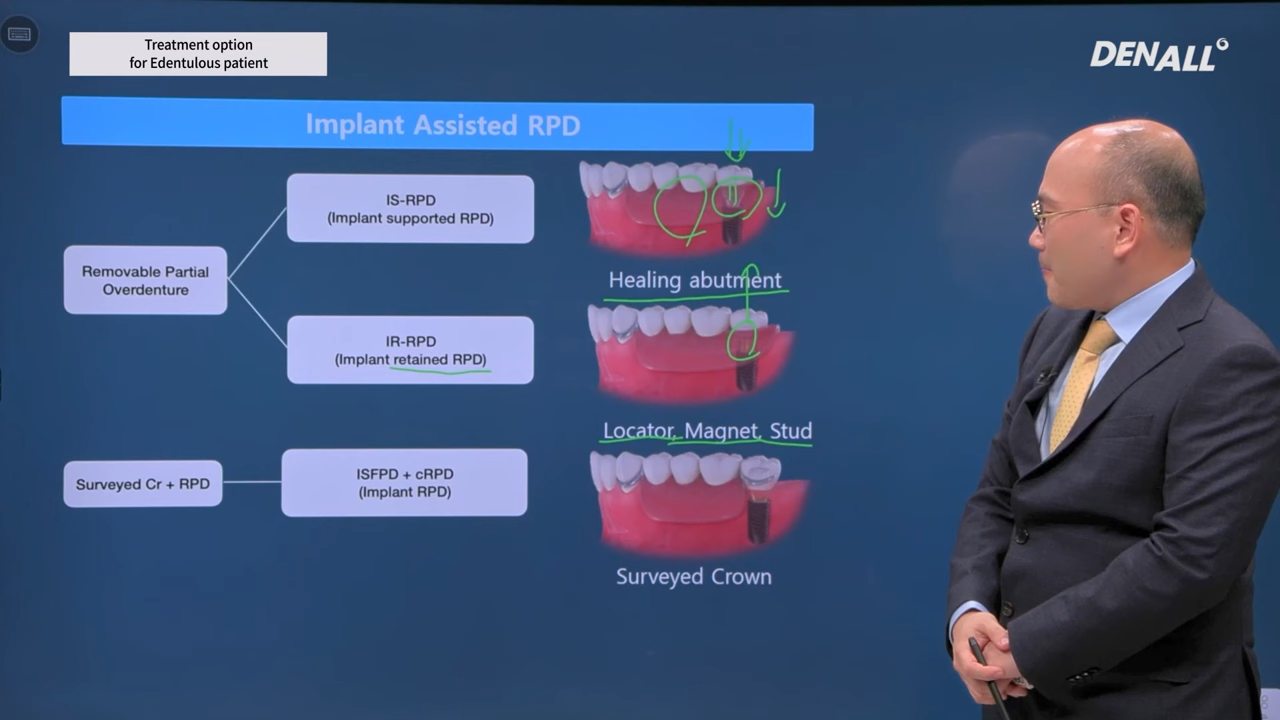 Treatment option
for Edentulous patient
DENALL
Implant Assisted RPD
IS-RPD
(Implant supported RPD)
Removable Partial
Overdenture
Healing abutment
IR-RPD
(Implant retained RPD)
Locator, Magnet, Stud
Surveyed Cr + RPD
ISFPD + cRPD
(Implant RPD)
Surveyed Crown